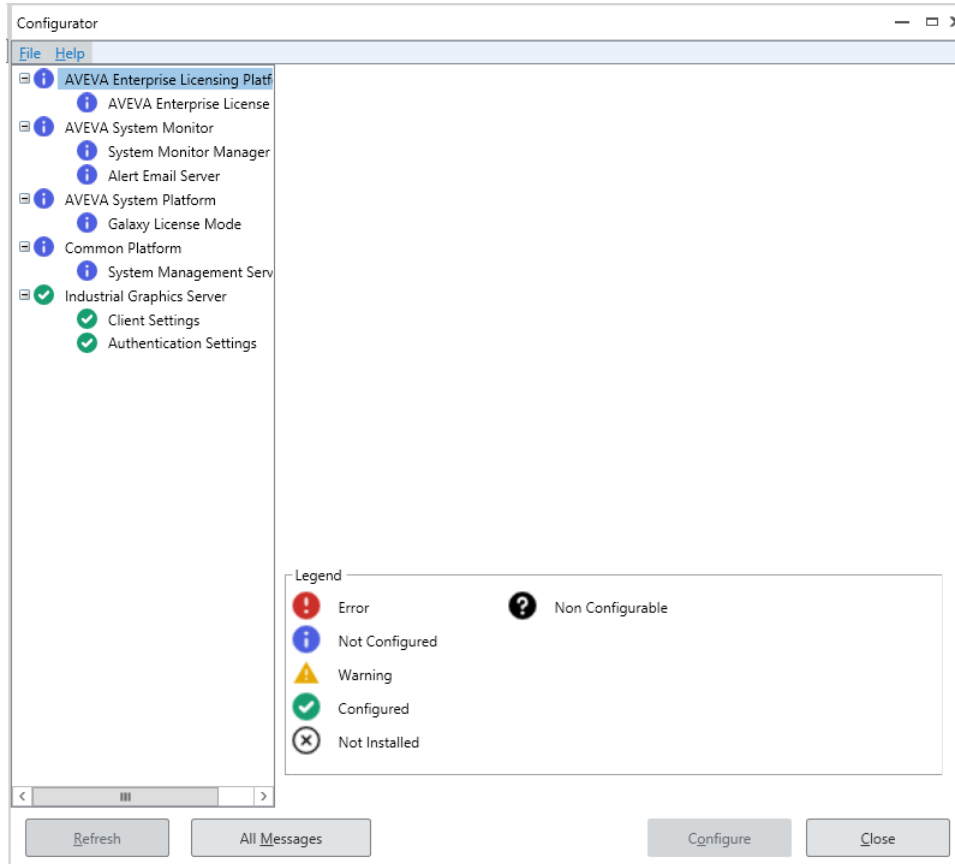 Configurator
File Help
AVEVA Enterprise Licensing Platf
AVEVA Enterprise License
AVEVA System Monitor
System Monitor Manager
Alert Email Server
AVEVA System Platform
Galaxy License Mode
Common Platform
System Management Serv
Industrial Graphics Server
Client Settings
Authentication Settings
Legend
Error
Non Configurable
Not Configured
Warning
Configured
Not Installed
Refresh All Messages Configure Close